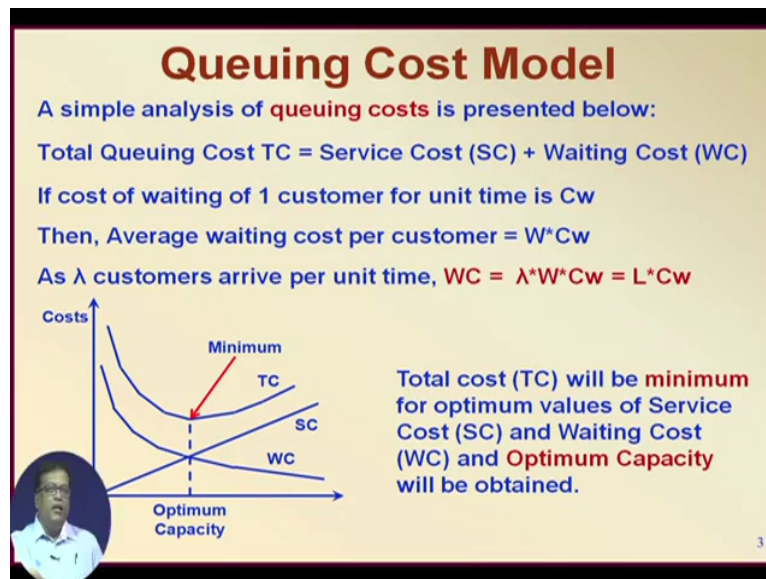 Queuing Cost Model
A simple analysis of queuing costs is presented below:
Total Queuing Cost TC = Service Cost (SC) + Waiting Cost (WC)
If cost of waiting of 1 customer for unit time is Cw
Then, Average waiting cost per customer = W*Cw
As λ customers arrive per unit time, WC = λ*W*Cw = L*Cw
Costs
Minimum
TC
SC
WC
Optimum
Capacity
Total cost (TC) will be minimum
for optimum values of Service
Cost (SC) and Waiting Cost
(WC) and Optimum Capacity
will be obtained.
3